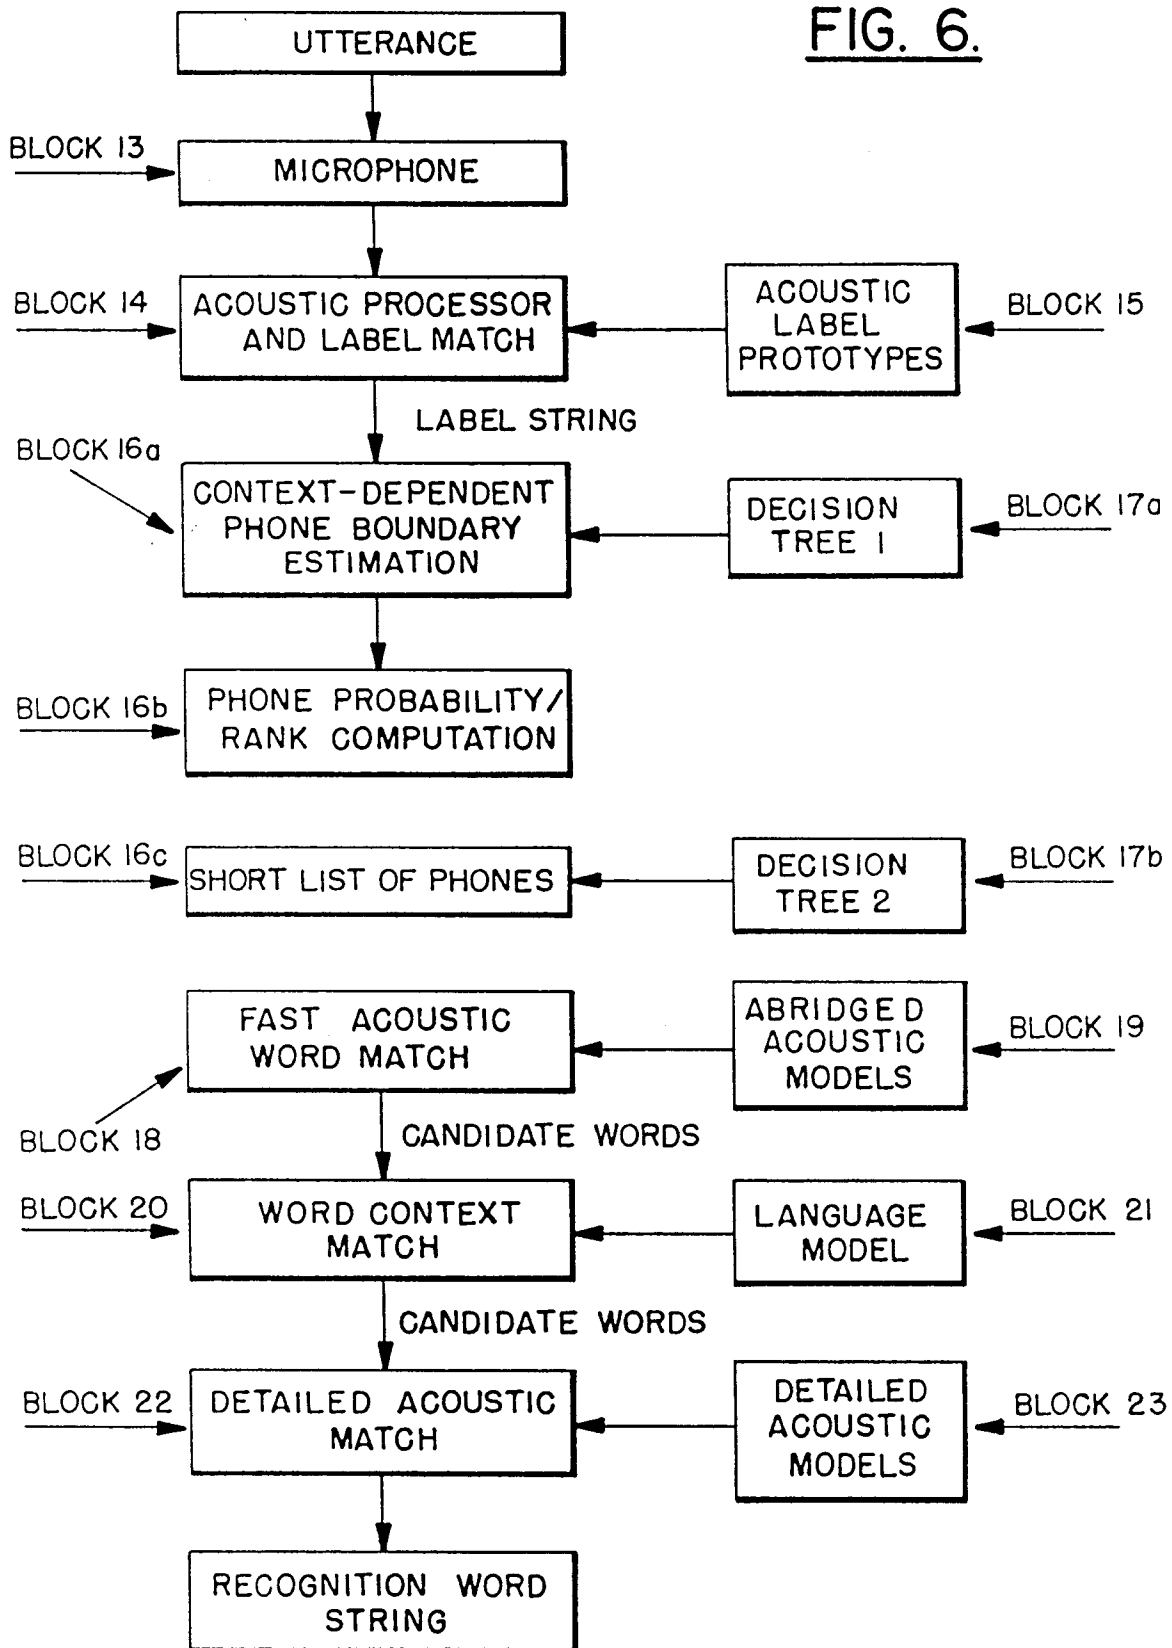 FIG. 6.
UTTERANCE
BLOCK 13
MICROPHONE
BLOCK 14
ACOUSTIC PROCESSOR
AND LABEL MATCH
ACOUSTIC
LABEL
PROTOTYPES
BLOCK 15
LABEL STRING
BLOCK 16a
CONTEXT-DEPENDENT
PHONE BOUNDARY
ESTIMATION
DECISION
TREE 1
BLOCK 17a
BLOCK 16b
PHONE PROBABILITY/
RANK COMPUTATION
BLOCK 16c
SHORT LIST OF PHONES
DECISION
TREE 2
BLOCK 17b
FAST ACOUSTIC
WORD MATCH
ABRIDGED
ACOUSTIC
MODELS
BLOCK 19
BLOCK 18
CANDIDATE WORDS
BLOCK 20
WORD CONTEXT
MATCH
LANGUAGE
MODEL
BLOCK 21
CANDIDATE WORDS
BLOCK 22
DETAILED ACOUSTIC
MATCH
DETAILED
ACOUSTIC
MODELS
BLOCK 23
RECOGNITION WORD
STRING